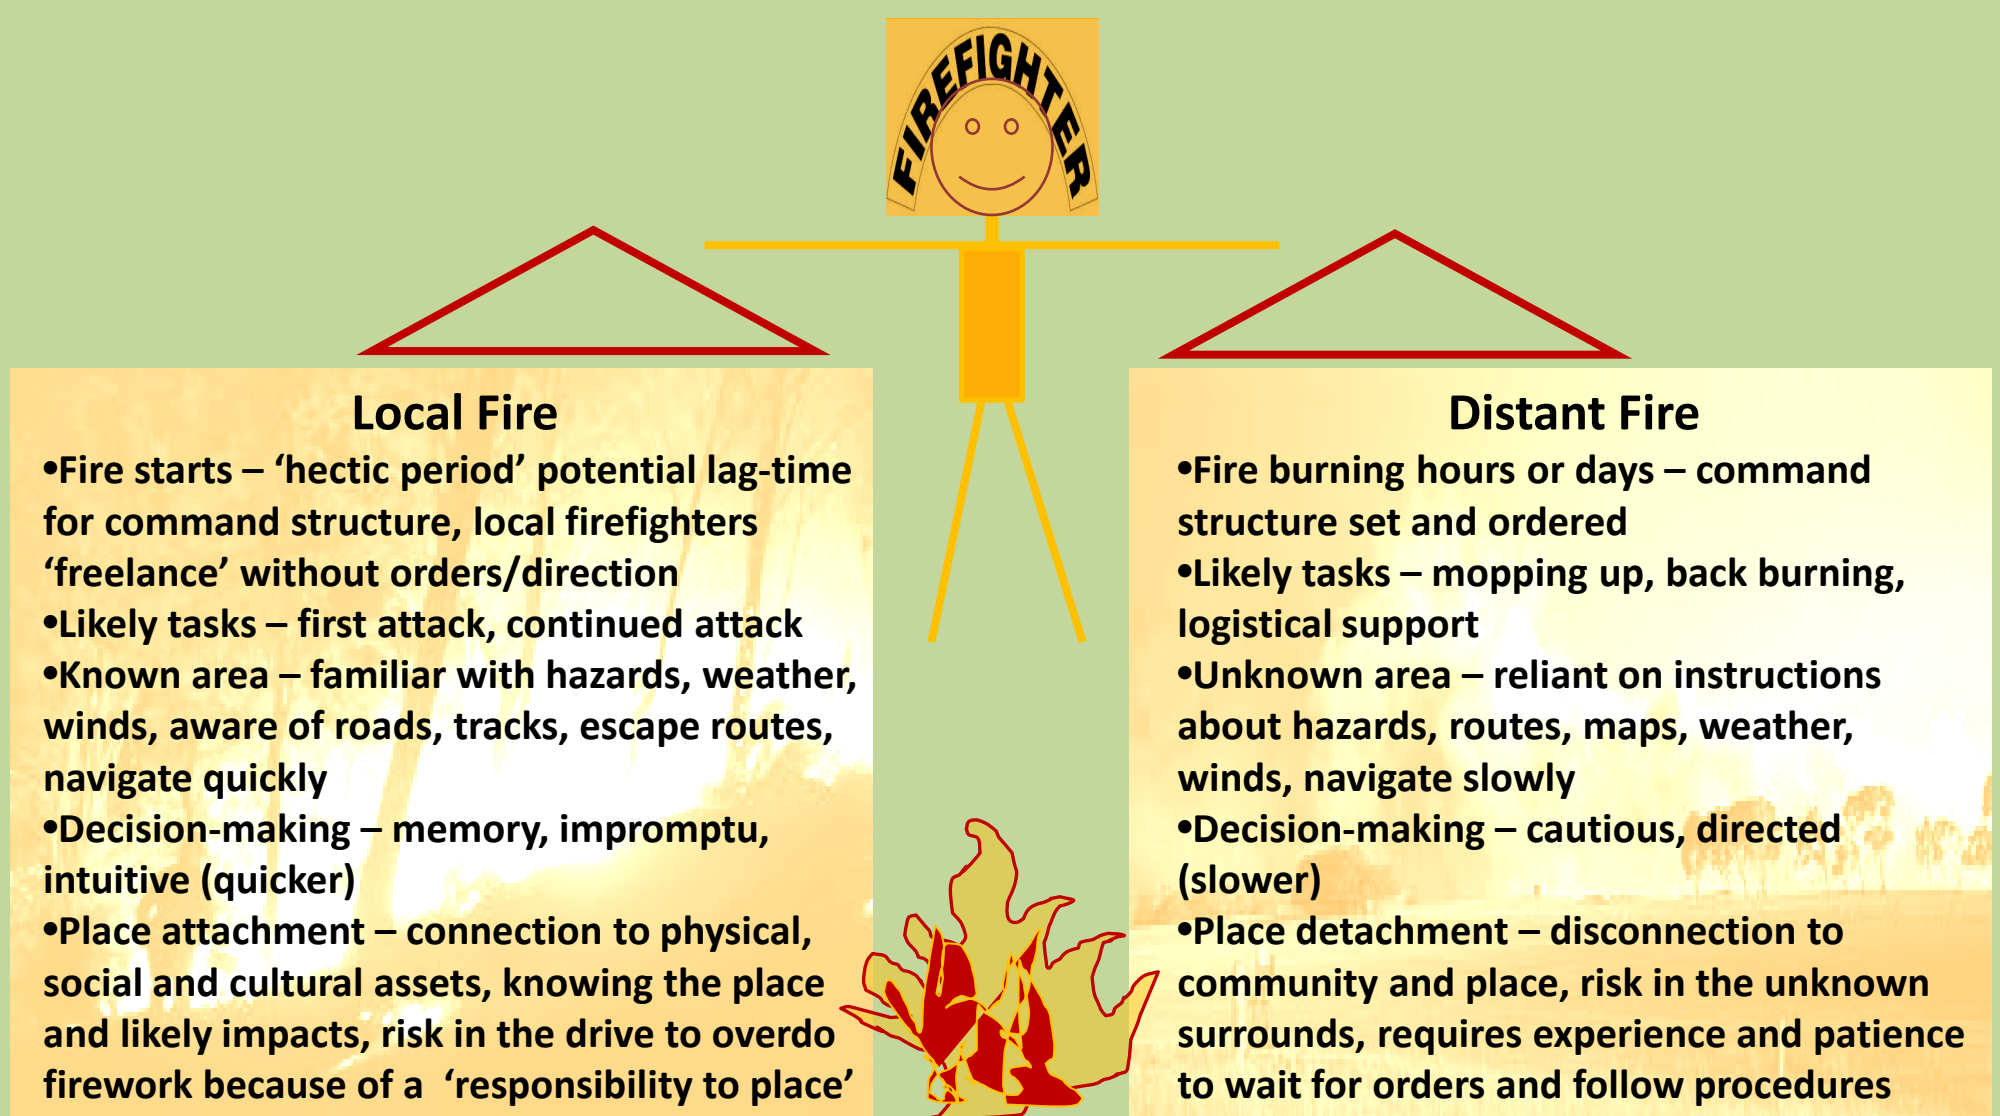 FIREFIGHTER
Local Fire
•Fire starts – ‘hectic period’ potential lag-time
for command structure, local firefighters
‘freelance’ without orders/direction
•Likely tasks – first attack, continued attack
•Known area – familiar with hazards, weather,
winds, aware of roads, tracks, escape routes,
navigate quickly
•Decision-making – memory, impromptu,
intuitive (quicker)
•Place attachment – connection to physical,
social and cultural assets, knowing the place
and likely impacts, risk in the drive to overdo
firework because of a ‘responsibility to place’
Distant Fire
•Fire burning hours or days – command
structure set and ordered
•Likely tasks – mopping up, back burning,
logistical support
•Unknown area – reliant on instructions
about hazards, routes, maps, weather,
winds, navigate slowly
•Decision-making – cautious, directed
(slower)
•Place detachment – disconnection to
community and place, risk in the unknown
surrounds, requires experience and patience
to wait for orders and follow procedures